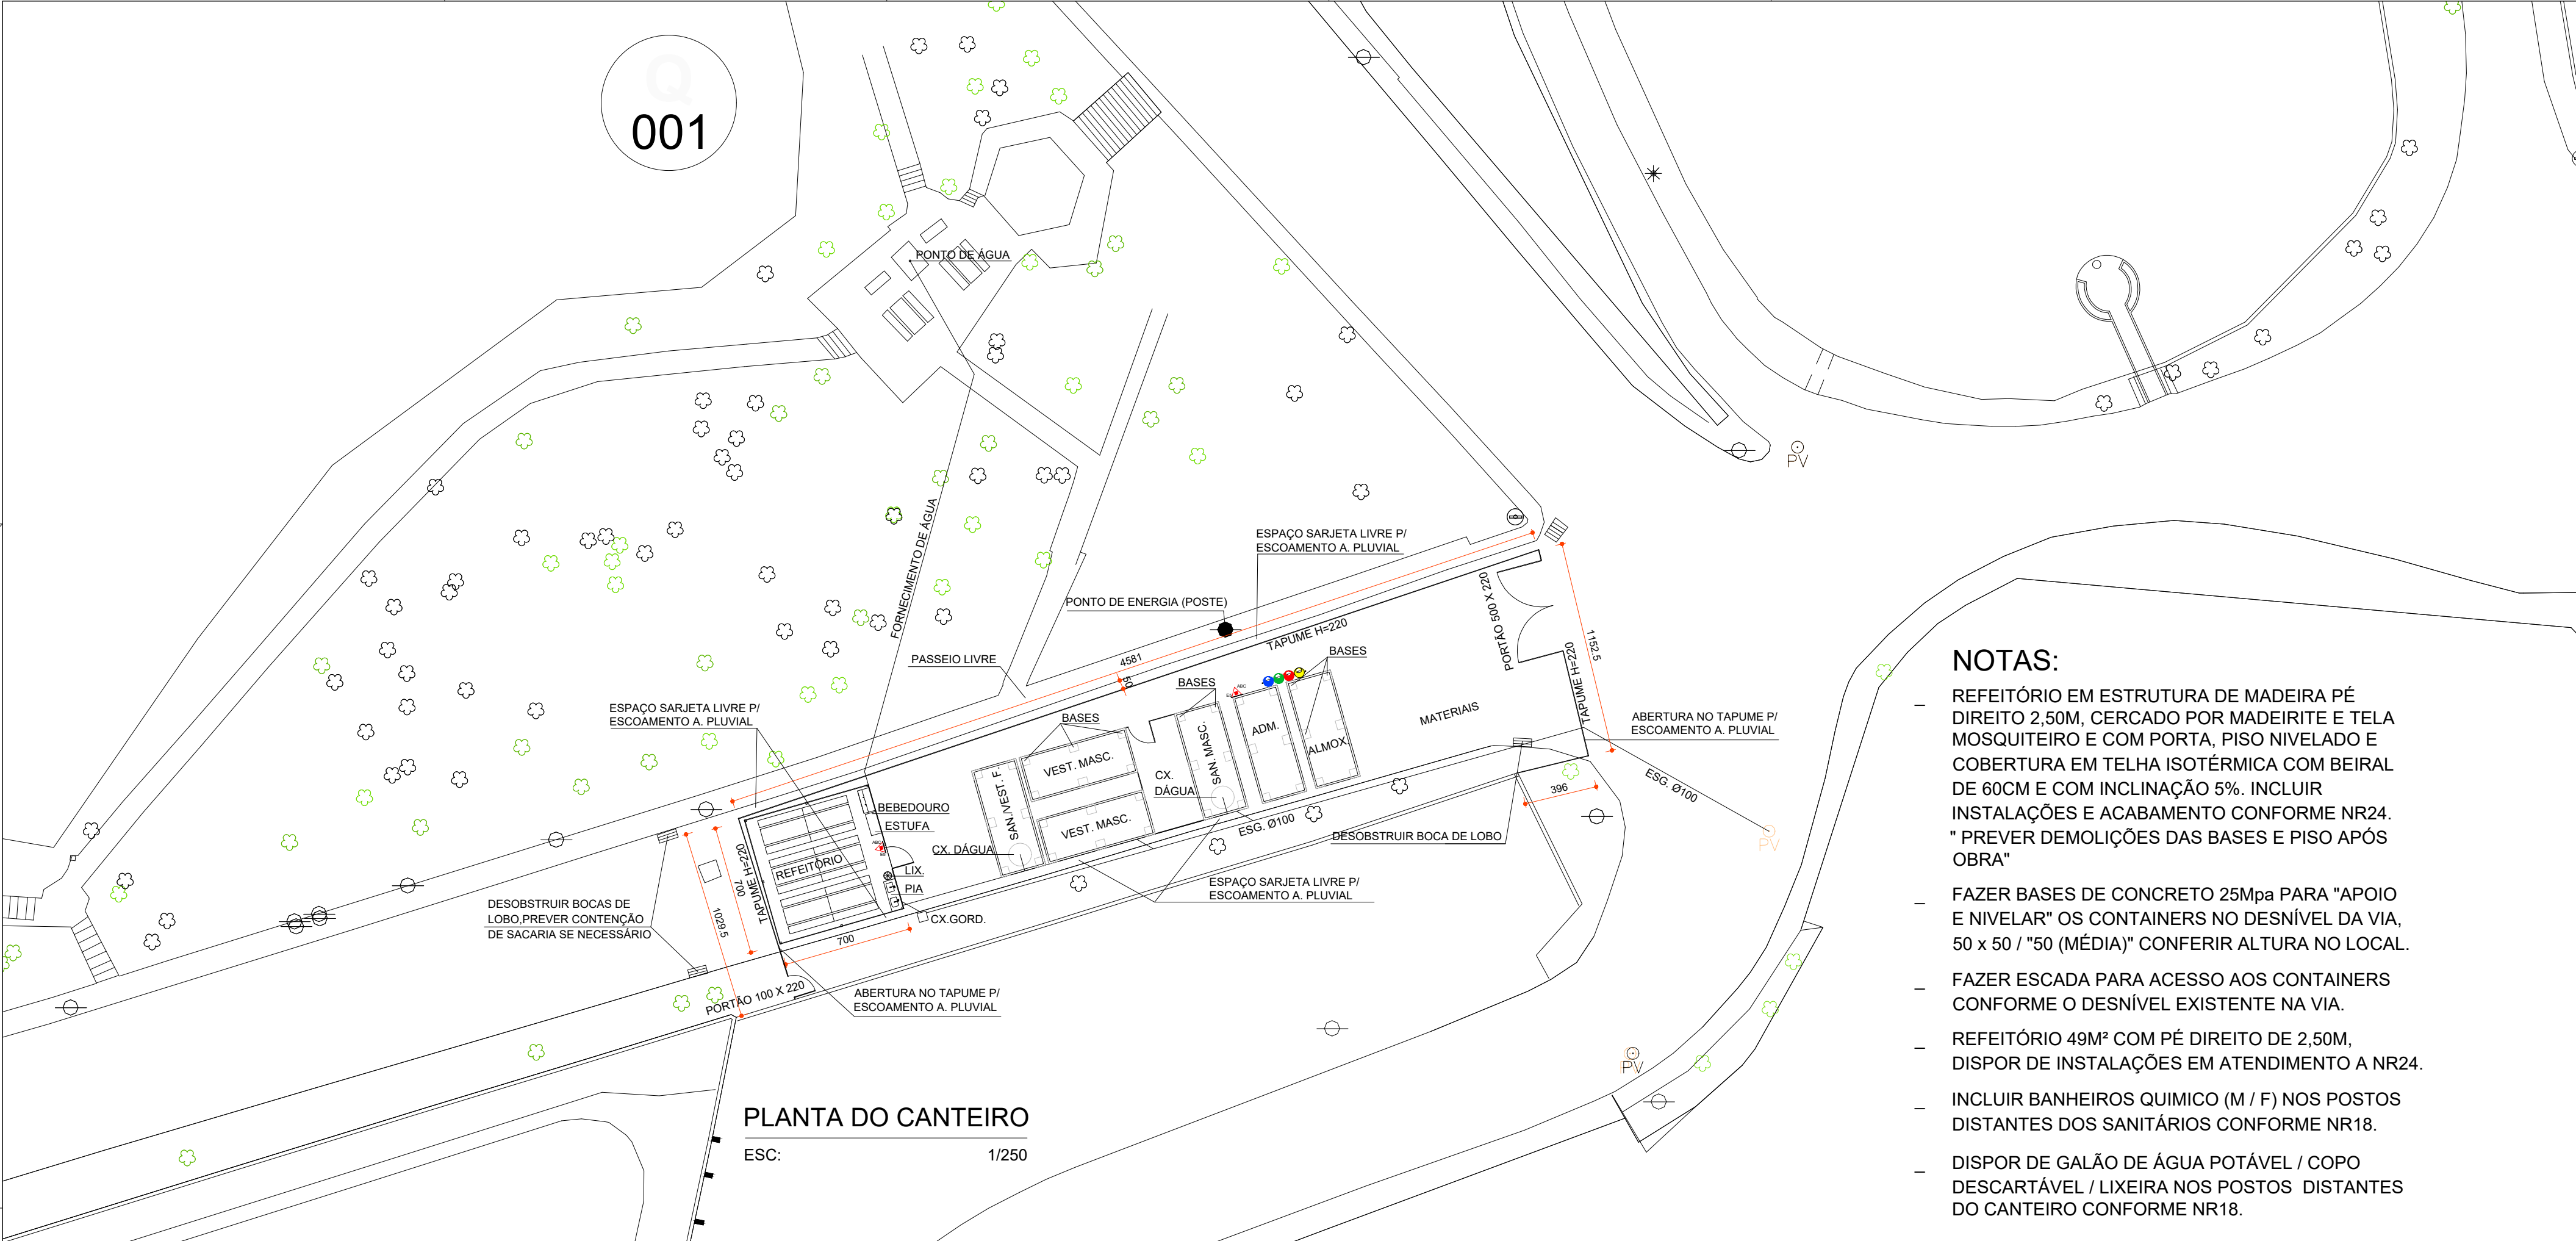 Q
001
PONTO DE ÁGUA
PV
FORNECIMENTO DE ÁGUA
ESPAÇO SARJETA LIVRE P/
ESCOAMENTO A. PLUVIAL
PONTO DE ENERGIA (POSTE)
TAPUME H=220
PORTÃO 500 X 220
1152.5
TAPUME H=220
PASSEIO LIVRE
4581
50
BASES
BASES
BASES
ABC
ESPAÇO SARJETA LIVRE P/
ESCOAMENTO A. PLUVIAL
MATERIAIS
ABERTURA NO TAPUME P/
ESCOAMENTO A. PLUVIAL
ADM.
ALMOX.
SAN. MASC.
VEST. MASC.
VEST. MASC.
SAN./VEST. F.
CX.
DÁGUA
ESG. Ø100
396
BEBEDOURO
ESTUFA
CX. DÁGUA
ESG. Ø100
DESOBSTRUIR BOCA DE LOBO
PV
REFEITÓRIO
TAPUME H=220
700
1029.5
LIX.
PIA
CX.GORD.
700
ESPAÇO SARJETA LIVRE P/
ESCOAMENTO A. PLUVIAL
DESOBSTRUIR BOCAS DE
LOBO,PREVER CONTENÇÃO
DE SACARIA SE NECESSÁRIO
PORTÃO 100 X 220
ABERTURA NO TAPUME P/
ESCOAMENTO A. PLUVIAL
PV
PLANTA DO CANTEIRO
ESC: 1/250
NOTAS:
_ REFEITÓRIO EM ESTRUTURA DE MADEIRA PÉ
DIREITO 2,50M, CERCADO POR MADEIRITE E TELA
MOSQUITEIRO E COM PORTA, PISO NIVELADO E
COBERTURA EM TELHA ISOTÉRMICA COM BEIRAL
DE 60CM E COM INCLINAÇÃO 5%. INCLUIR
INSTALAÇÕES E ACABAMENTO CONFORME NR24.
" PREVER DEMOLIÇÕES DAS BASES E PISO APÓS
OBRA"
_ FAZER BASES DE CONCRETO 25Mpa PARA "APOIO
E NIVELAR" OS CONTAINERS NO DESNÍVEL DA VIA,
50 x 50 / "50 (MÉDIA)" CONFERIR ALTURA NO LOCAL.
_ FAZER ESCADA PARA ACESSO AOS CONTAINERS
CONFORME O DESNÍVEL EXISTENTE NA VIA.
_ REFEITÓRIO 49M² COM PÉ DIREITO DE 2,50M,
DISPOR DE INSTALAÇÕES EM ATENDIMENTO A NR24.
_ INCLUIR BANHEIROS QUIMICO (M / F) NOS POSTOS
DISTANTES DOS SANITÁRIOS CONFORME NR18.
_ DISPOR DE GALÃO DE ÁGUA POTÁVEL / COPO
DESCARTÁVEL / LIXEIRA NOS POSTOS DISTANTES
DO CANTEIRO CONFORME NR18.